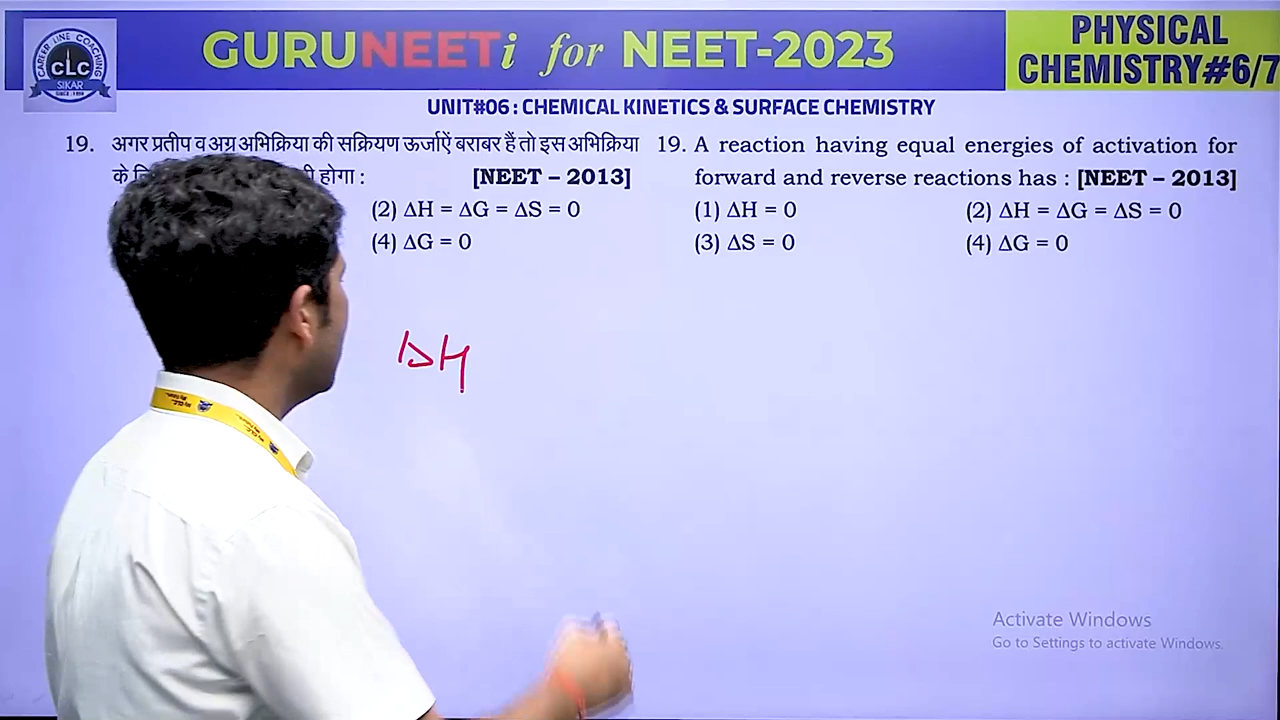 CAREER LINE COACHING
CLC
SIKAR
SINCE : 1996
GURUNEETi for NEET-2023
PHYSICAL
CHEMISTRY#6/7
UNIT#06 : CHEMICAL KINETICS & SURFACE CHEMISTRY
19. अगर प्रतीप व अग्र अभिक्रिया की सक्रियण ऊर्जाऐं बराबर हैं तो इस अभिक्रिया
के होगा : [NEET – 2013]
(2) ΔH = ΔG = ΔS = 0
(4) ΔG = 0
19. A reaction having equal energies of activation for
forward and reverse reactions has : [NEET – 2013]
(1) ΔH = 0 (2) ΔH = ΔG = ΔS = 0
(3) ΔS = 0 (4) ΔG = 0
ΔH
Activate Windows
Go to Settings to activate Windows.